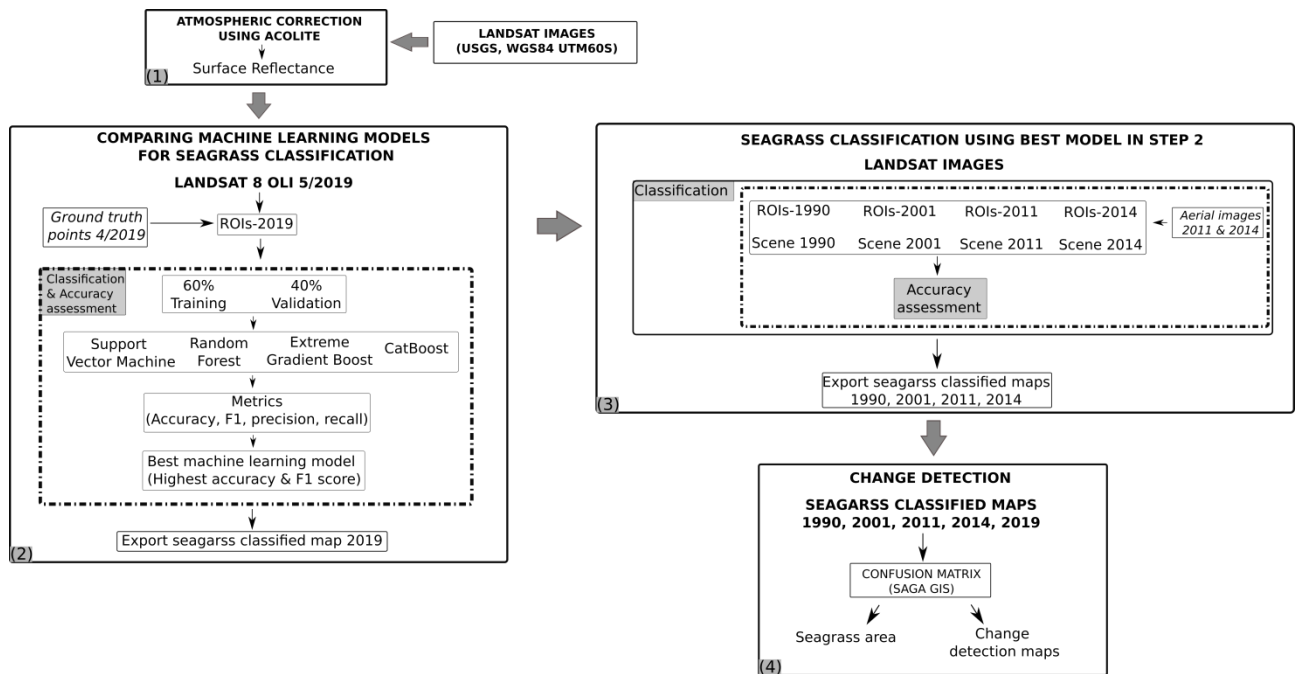 ATMOSPHERIC CORRECTION
USING ACOLITE
Surface Reflectance
(1)
LANDSAT IMAGES
(USGS, WGS84 UTM60S)
COMPARING MACHINE LEARNING MODELS
FOR SEAGRASS CLASSIFICATION
LANDSAT 8 OLI 5/2019
Ground truth
points 4/2019
ROIs-2019
Classification
& Accuracy
assessment
60%
Training
40%
Validation
Support
Vector Machine
Random
Forest
Extreme
Gradient Boost
CatBoost
Metrics
(Accuracy, F1, precision, recall)
Best machine learning model
(Highest accuracy & F1 score)
Export seagarss classified map 2019
(2)
SEAGRASS CLASSIFICATION USING BEST MODEL IN STEP 2
LANDSAT IMAGES
Classification
ROIs-1990 ROIs-2001 ROIs-2011 ROIs-2014
Scene 1990 Scene 2001 Scene 2011 Scene 2014
Aerial images
2011 & 2014
Accuracy
assessment
Export seagarss classified maps
1990, 2001, 2011, 2014
(3)
CHANGE DETECTION
SEAGARSS CLASSIFIED MAPS
1990, 2001, 2011, 2014, 2019
CONFUSION MATRIX
(SAGA GIS)
Seagrass area
Change
detection maps
(4)